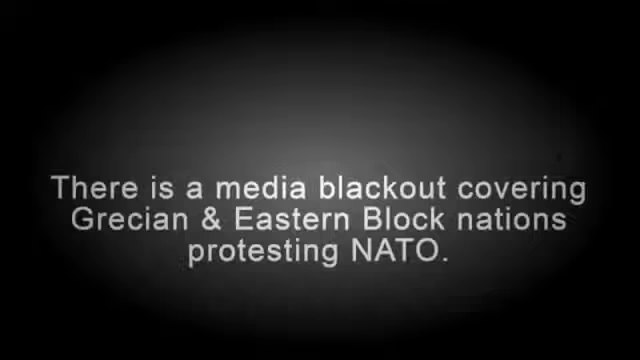 There is a media blackout covering
Grecian & Eastern Block nations
protesting NATO.